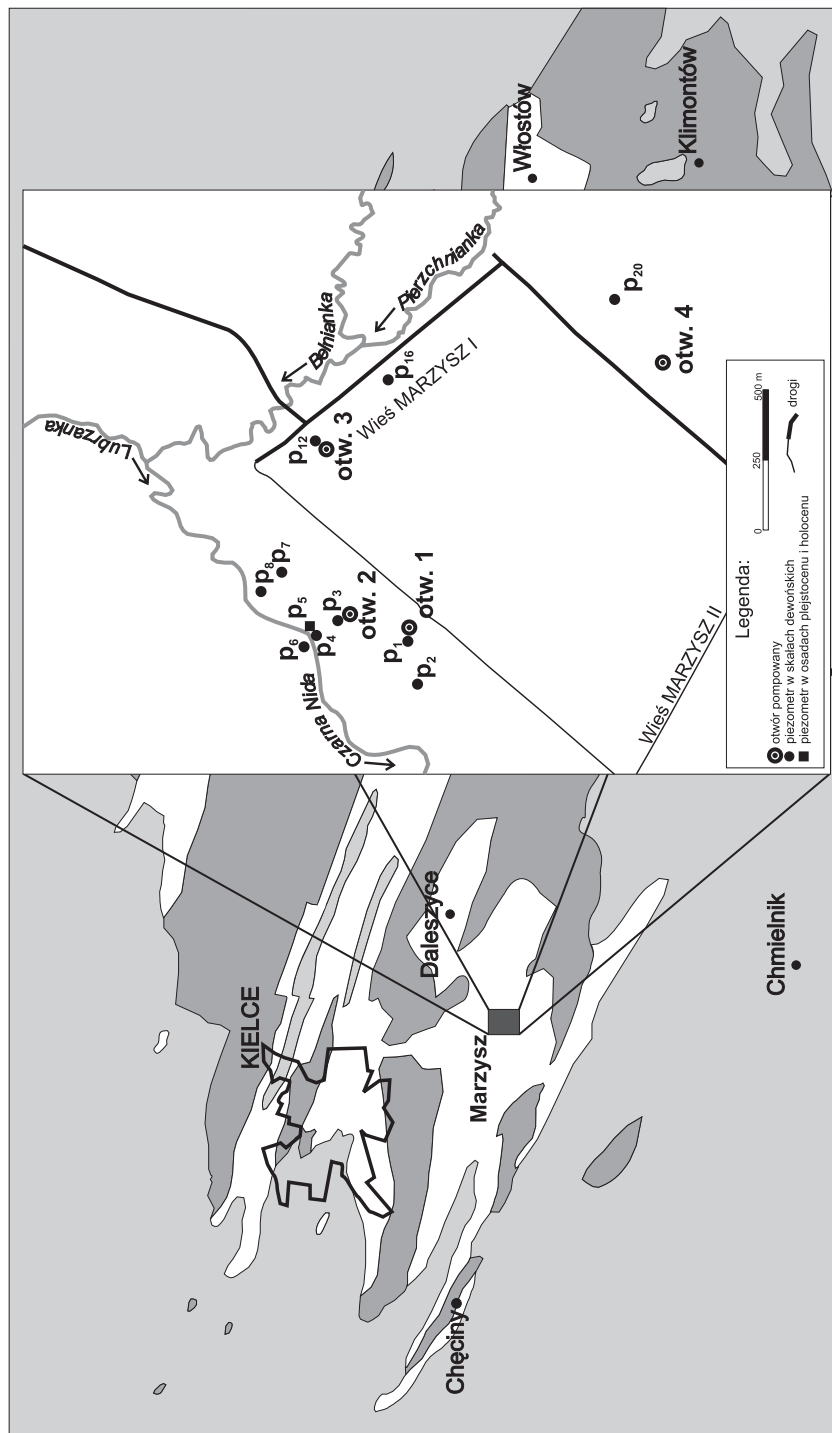 KIELCE
Chęciny
Marzysz
Daleszyce
Chmielnik
Włostów
Klimontów
Lubrzanka
Belnianka
Pierzchnianka
Czarna Nida
p8
p7
p6
p5
p4
p3
otw. 2
p1
otw. 1
p2
p12
otw. 3
p16
Wieś MARZYSZ I
p20
otw. 4
Wieś MARZYSZ II
Legenda:
otwór pompowany
piezometr w skałach dewońskich
piezometr w osadach plejstocenu i holocenu
0 250 500 m
drogi